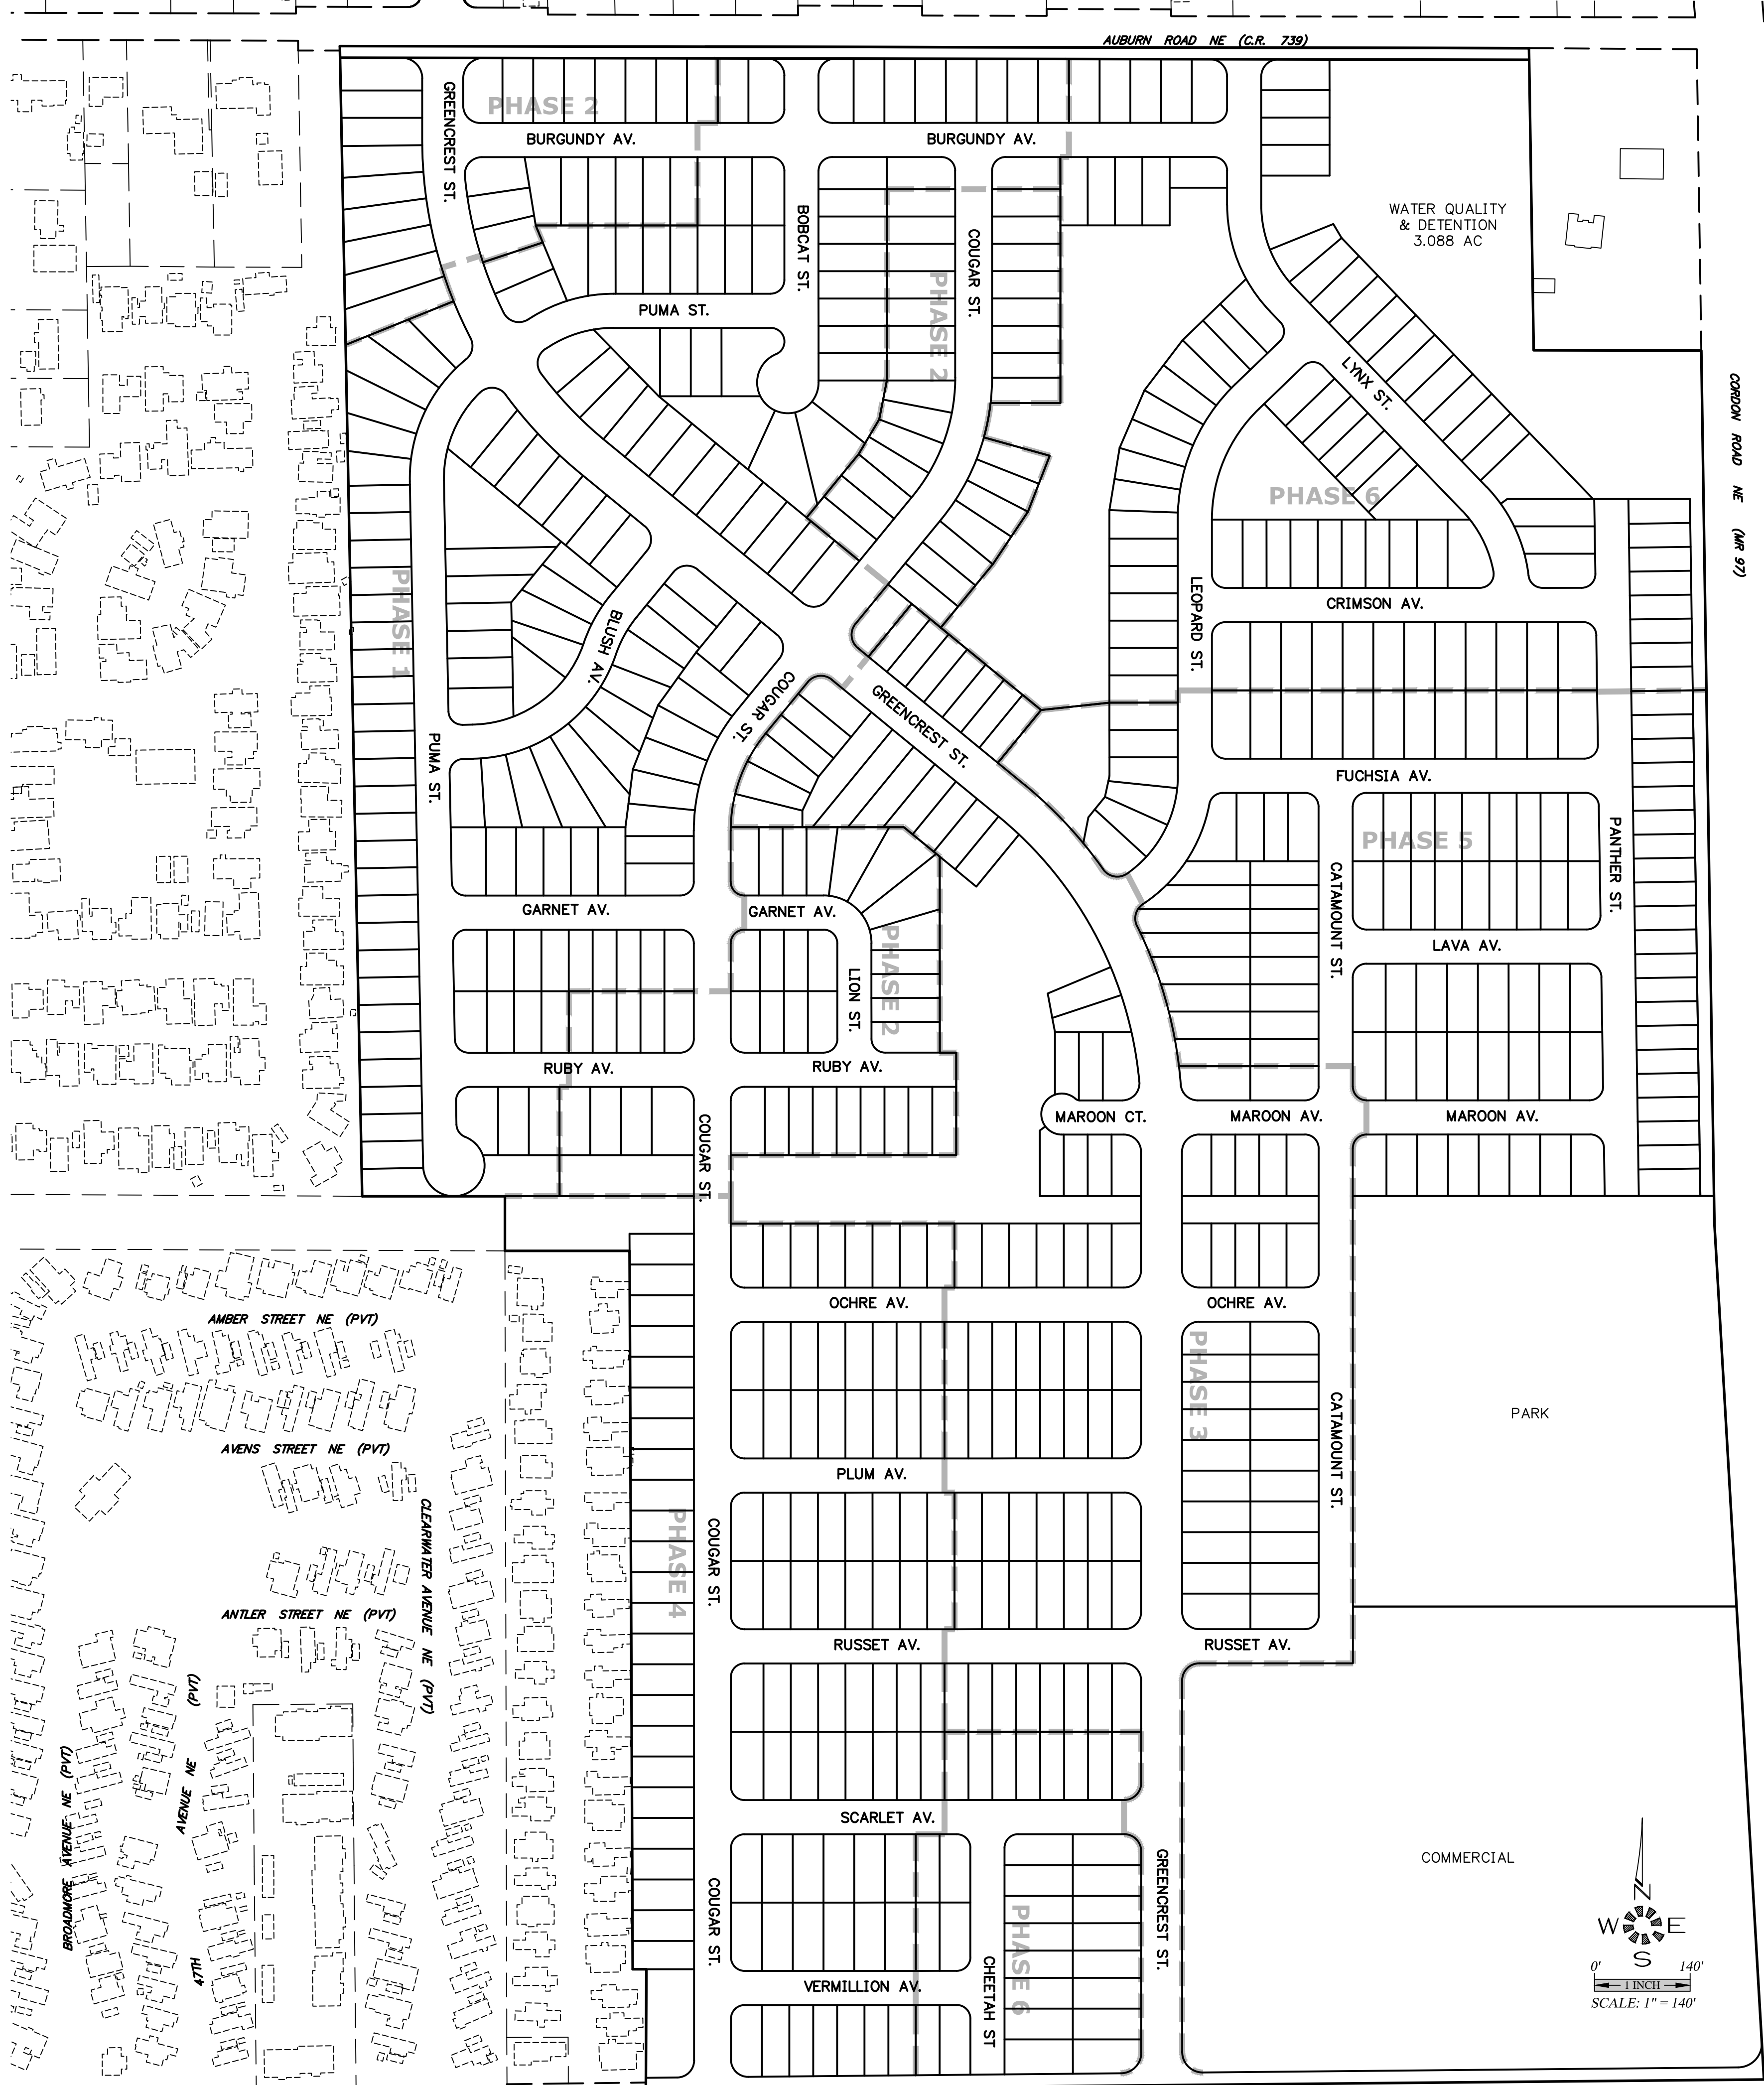 AUBURN ROAD NE (C.R. 739)
GREENCREST ST.
PHASE 2
BURGUNDY AV.
BURGUNDY AV.
BOBCAT ST.
COUGAR ST.
WATER QUALITY
& DETENTION
3.088 AC
PHASE 2
PUMA ST.
LYNX ST.
CORDON ROAD NE (MR 97)
PHASE 6
PHASE 1
LEOPARD ST.
CRIMSON AV.
BLUSH AV.
COUGAR ST.
GREENCREST ST.
PUMA ST.
FUCHSIA AV.
PHASE 5
PANTHER ST.
CATAMOUNT ST.
GARNET AV.
GARNET AV.
PHASE 2
LAVA AV.
LION ST.
RUBY AV.
RUBY AV.
COUGAR ST.
MAROON CT.
MAROON AV.
MAROON AV.
OCHRE AV.
OCHRE AV.
AMBER STREET NE (PVT)
PHASE 3
PARK
CATAMOUNT ST.
AVENS STREET NE (PVT)
PLUM AV.
CLEARWATER AVENUE NE (PVT)
PHASE 4
COUGAR ST.
ANTLER STREET NE (PVT)
RUSSET AV.
RUSSET AV.
BROADMORE AVENUE NE (PVT)
47TH AVENUE NE (PVT)
SCARLET AV.
GREENCREST ST.
COMMERCIAL
COUGAR ST.
PHASE 6
CHEETAH ST
VERMILLION AV.
N
W E
S
0' 140'
1 INCH
SCALE: 1" = 140'